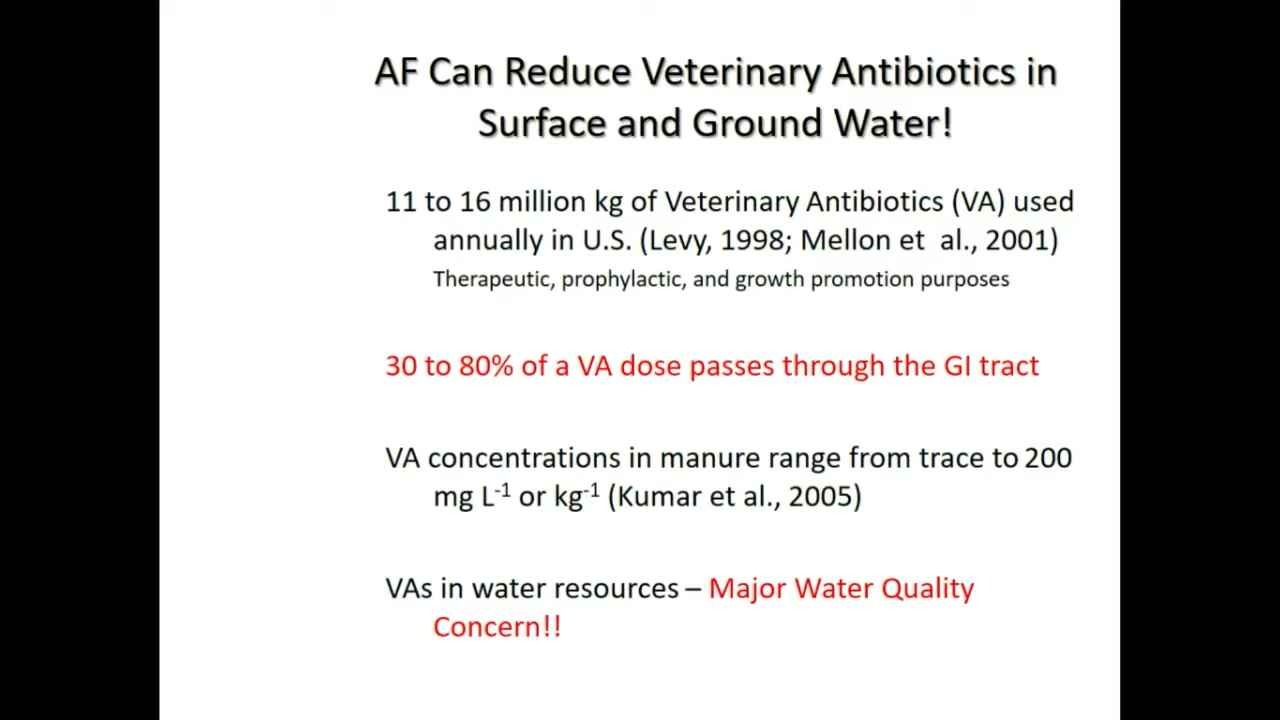 AF Can Reduce Veterinary Antibiotics in
Surface and Ground Water!
11 to 16 million kg of Veterinary Antibiotics (VA) used
annually in U.S. (Levy, 1998; Mellon et  al., 2001)
Therapeutic, prophylactic, and growth promotion purposes
30 to 80% of a VA dose passes through the GI tract
VA concentrations in manure range from trace to 200
mg L⁻¹ or kg⁻¹ (Kumar et al., 2005)
VAs in water resources – Major Water Quality
Concern!!